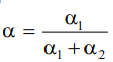 α = α₁ / (α₁ + α₂)